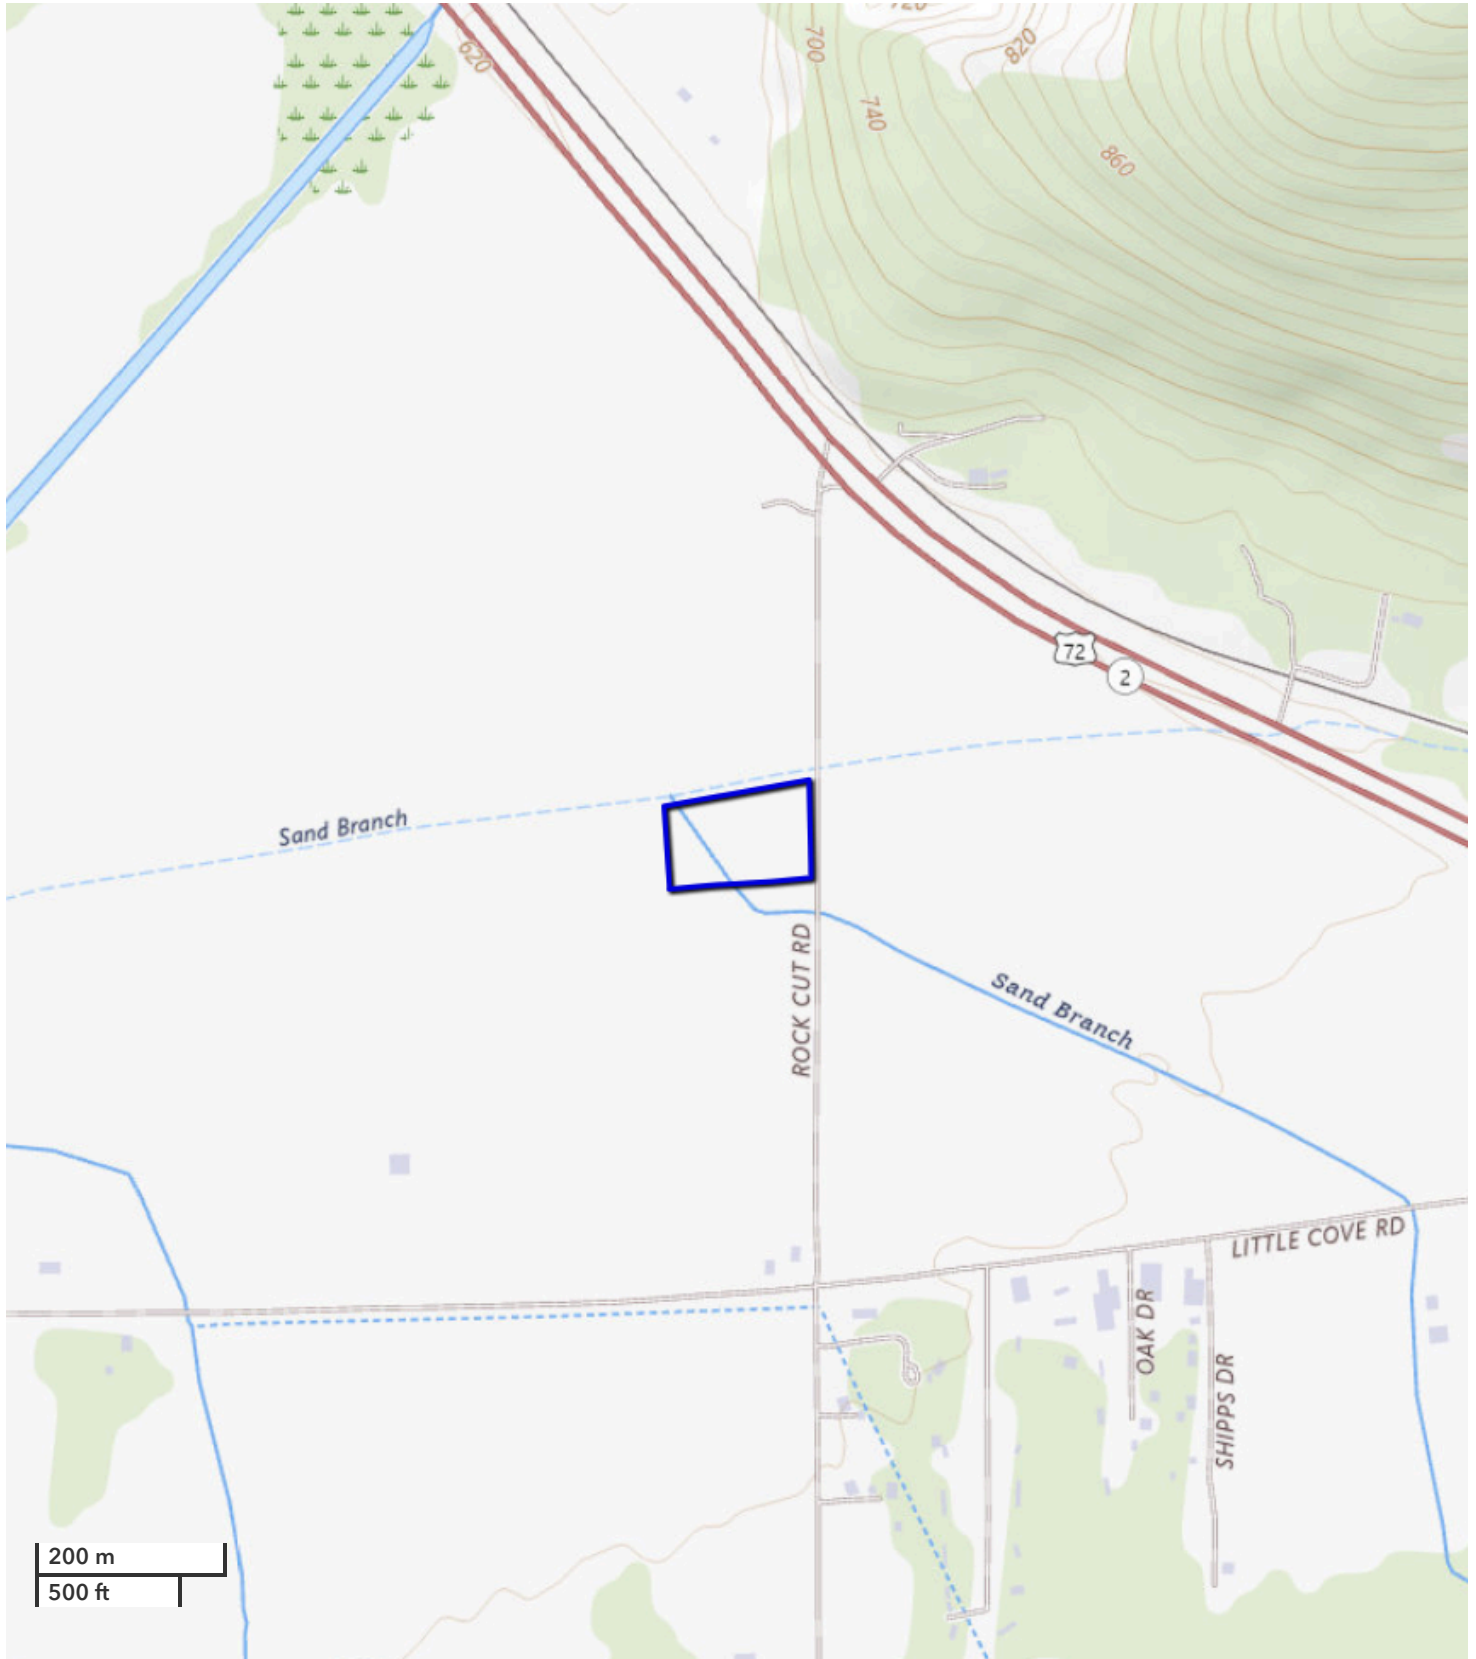 700
820
620
740
860
72
2
Sand Branch
ROCK CUT RD
Sand Branch
LITTLE COVE RD
OAK DR
SHIPPS DR
200 m
500 ft